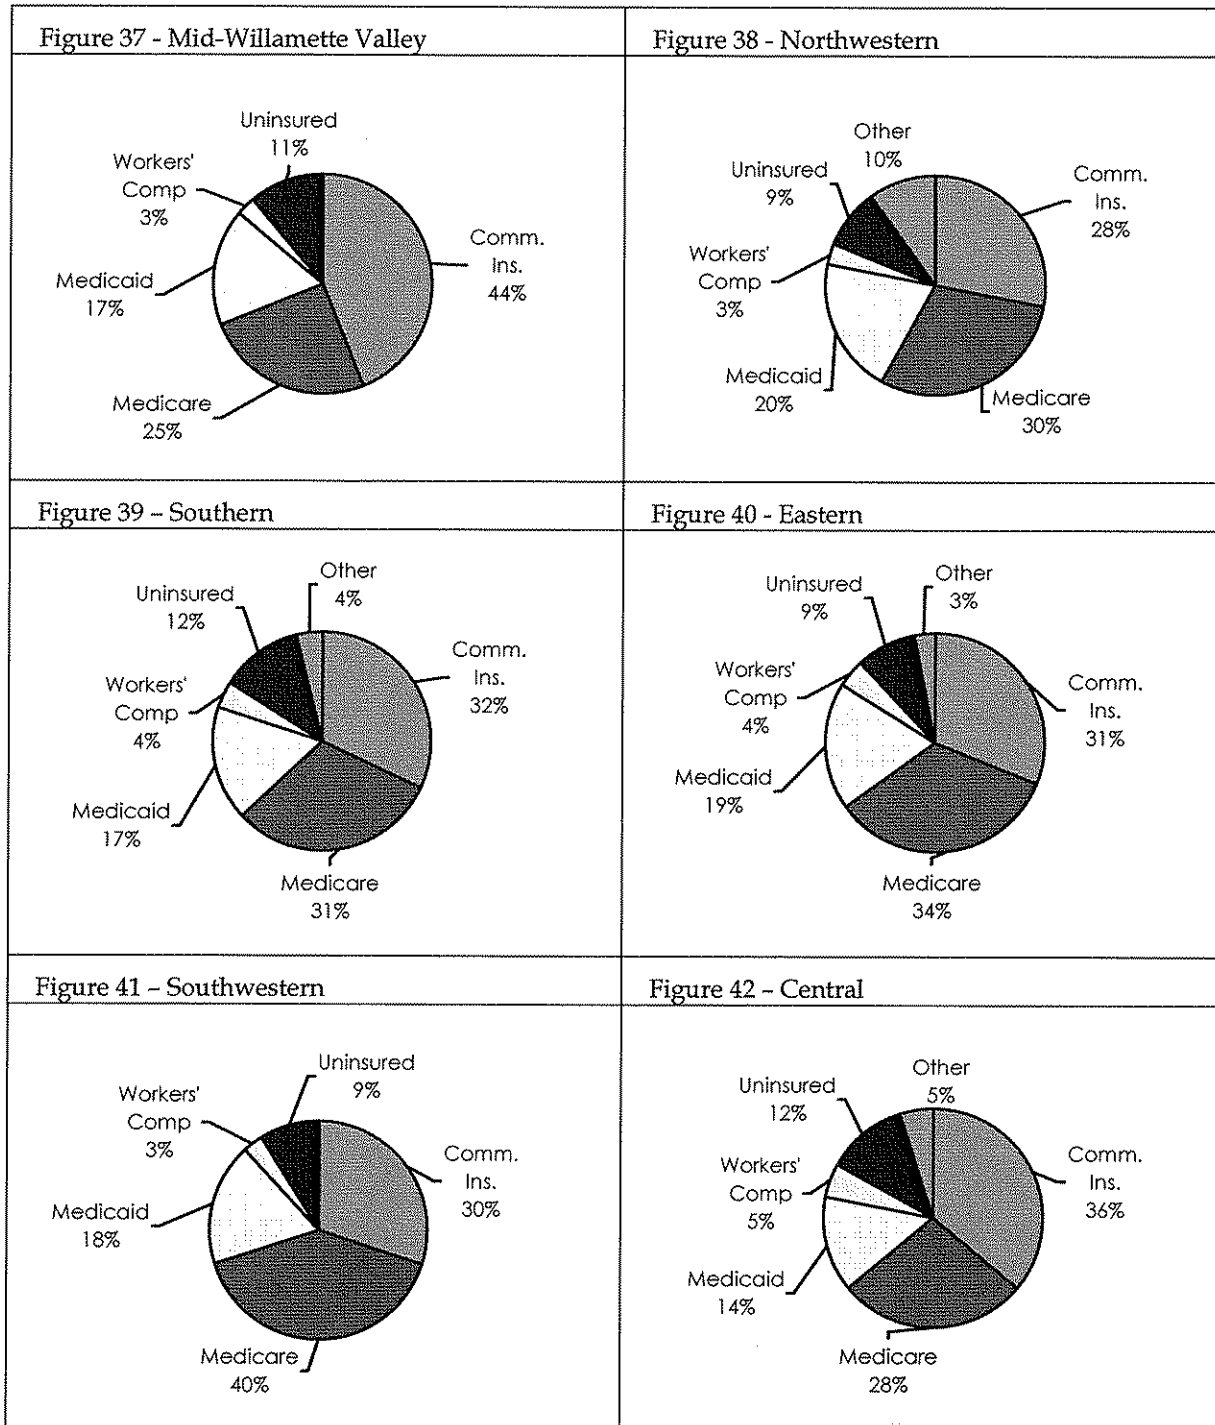 Figure 37 - Mid-Willamette Valley
Uninsured
11%
Workers'
Comp
3%
Comm.
Ins.
44%
Medicaid
17%
Medicare
25%
Figure 38 - Northwestern
Other
10%
Uninsured
9%
Comm.
Ins.
28%
Workers'
Comp
3%
Medicaid
20%
Medicare
30%
Figure 39 – Southern
Other
4%
Uninsured
12%
Comm.
Ins.
32%
Workers'
Comp
4%
Medicaid
17%
Medicare
31%
Figure 40 - Eastern
Other
3%
Uninsured
9%
Workers'
Comp
4%
Comm.
Ins.
31%
Medicaid
19%
Medicare
34%
Figure 41 – Southwestern
Uninsured
9%
Workers'
Comp
3%
Comm.
Ins.
30%
Medicaid
18%
Medicare
40%
Figure 42 – Central
Other
5%
Uninsured
12%
Comm.
Ins.
36%
Workers'
Comp
5%
Medicaid
14%
Medicare
28%